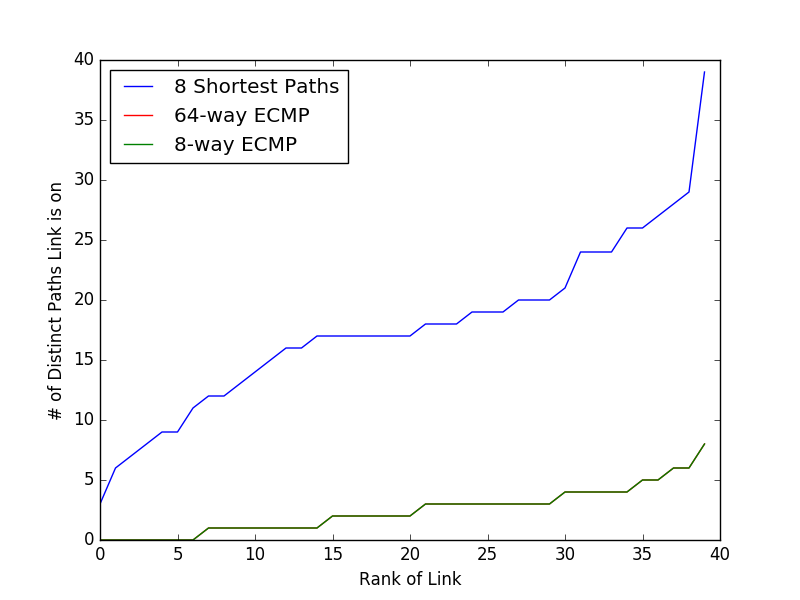 8 Shortest Paths
64-way ECMP
8-way ECMP
# of Distinct Paths Link is on
40
35
30
25
20
15
10
5
0
0 5 10 15 20 25 30 35 40
Rank of Link